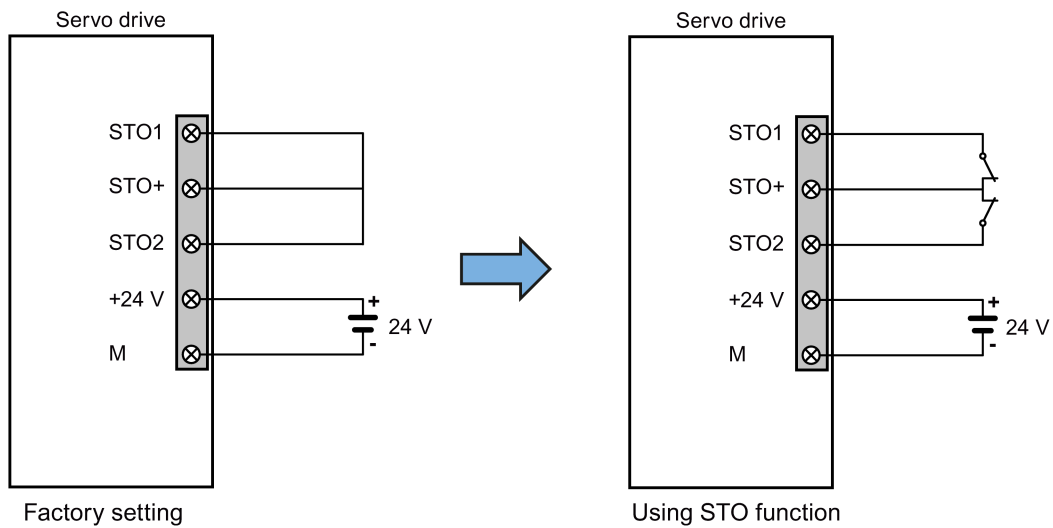 Servo drive
STO1
STO+
STO2
+24 V
M
+
24 V
-
Factory setting
Servo drive
STO1
STO+
STO2
+24 V
M
+
24 V
-
Using STO function